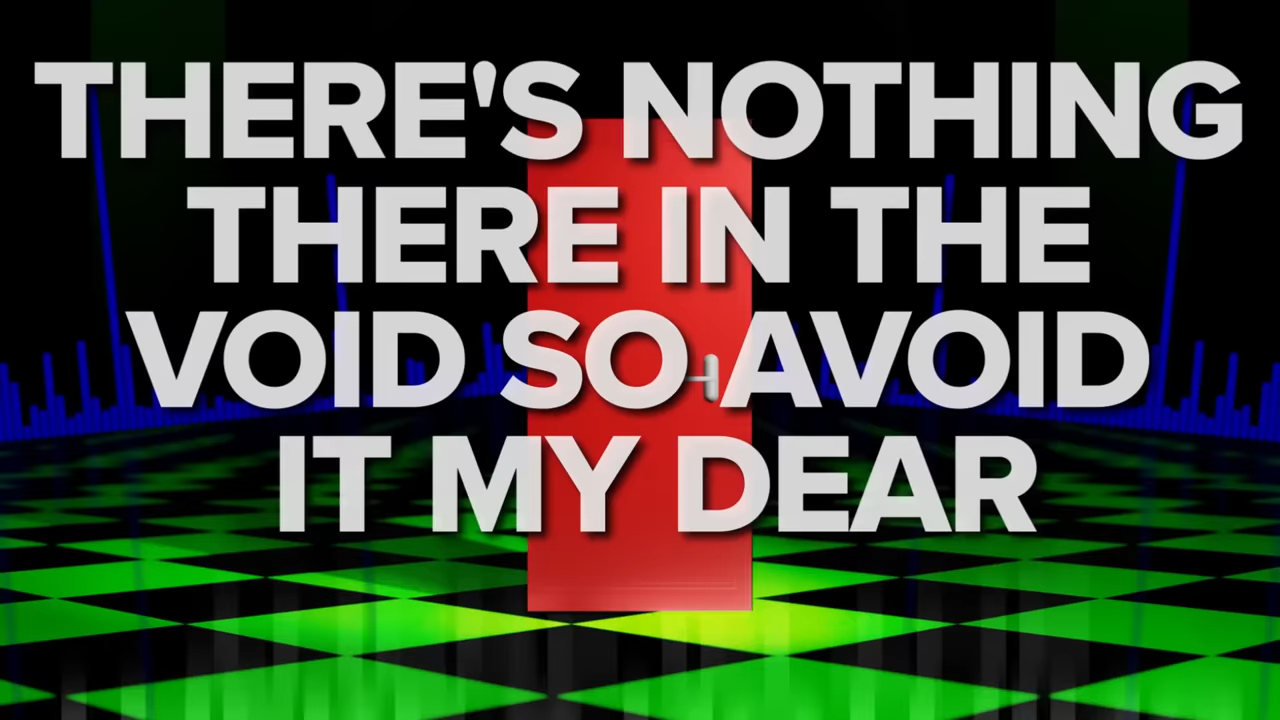 THERE'S NOTHING
THERE IN THE
VOID SO AVOID
IT MY DEAR